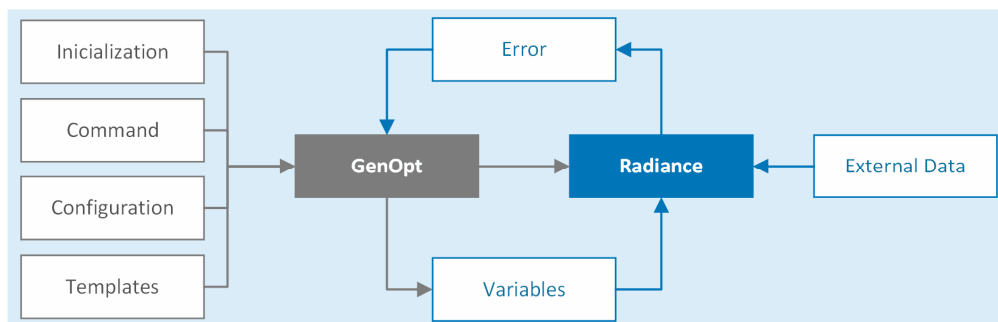 Inicialization
Command
Configuration
Templates
Error
GenOpt
Radiance
External Data
Variables